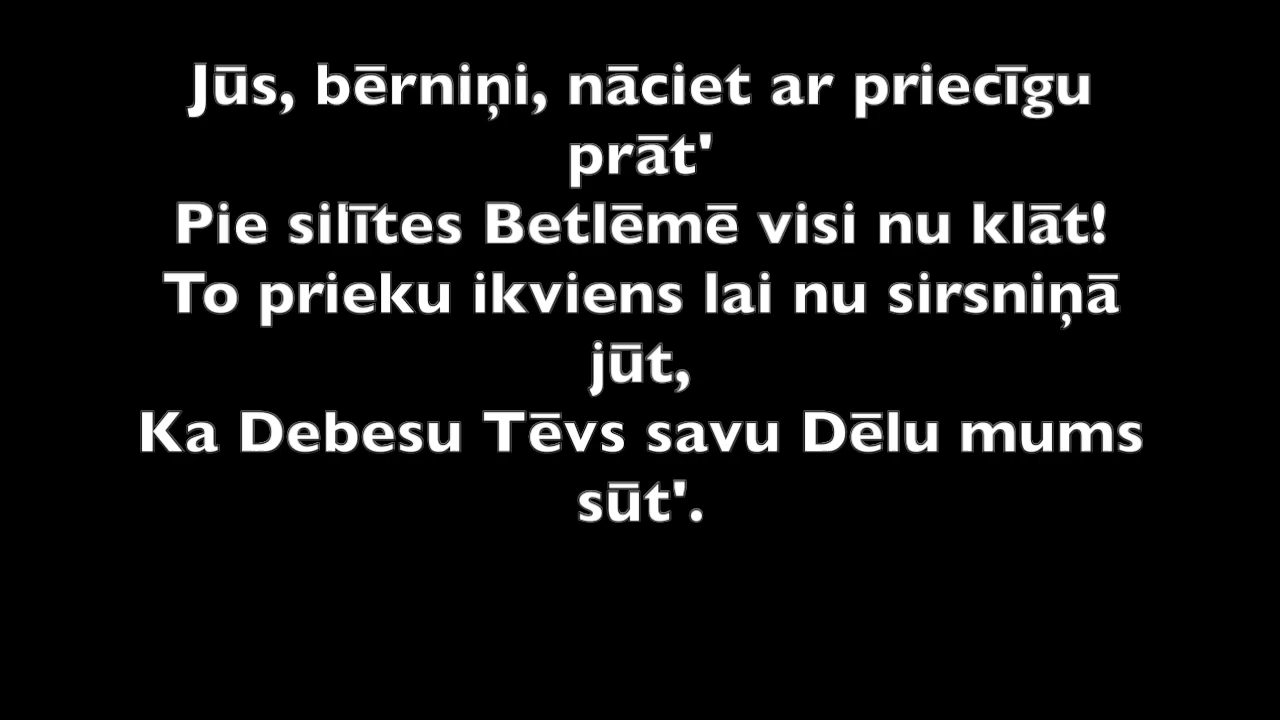 Jūs, bērniņi, nāciet ar priecīgu
prāt'
Pie silītes Betlēmē visi nu klāt!
To prieku ikviens lai nu sirsniņā
jūt,
Ka Debesu Tēvs savu Dēlu mums
sūt'.